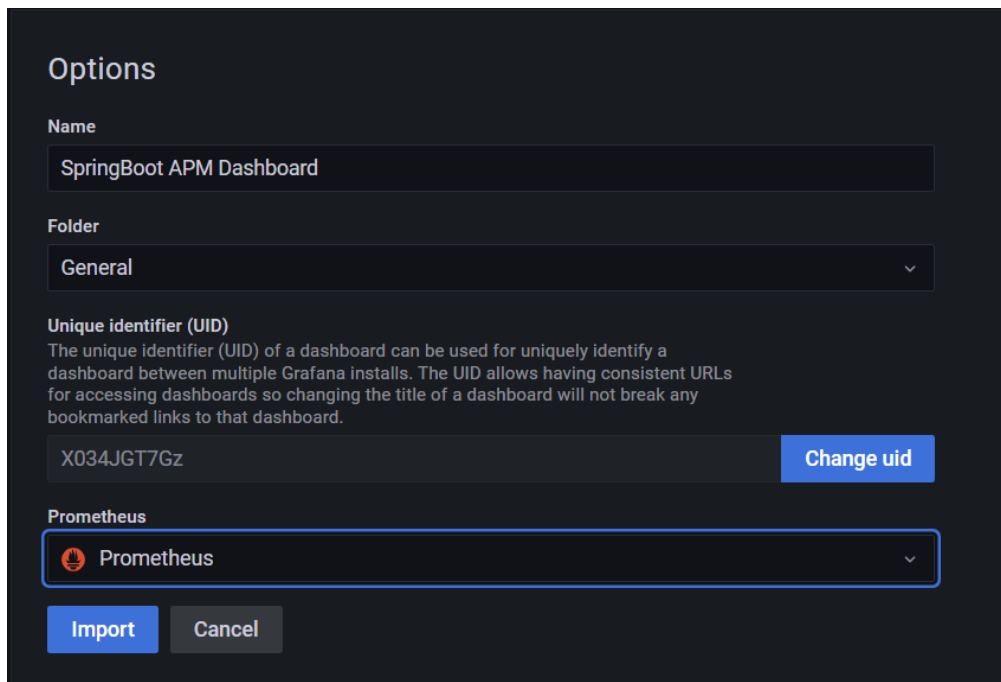 Options
Name
SpringBoot APM Dashboard
Folder
General
Unique identifier (UID)
The unique identifier (UID) of a dashboard can be used for uniquely identify a
dashboard between multiple Grafana installs. The UID allows having consistent URLs
for accessing dashboards so changing the title of a dashboard will not break any
bookmarked links to that dashboard.
X034JGT7Gz
Change uid
Prometheus
Prometheus
Import
Cancel